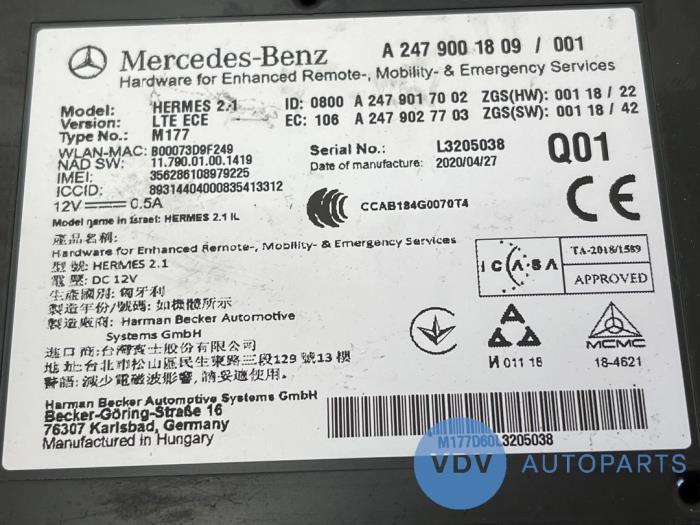 Mercedes-Benz
A 247 900 18 09 / 001
Hardware for Enhanced Remote-, Mobility- & Emergency Services
Model: HERMES 2.1 ID: 0800 A 247 901 70 02 ZGS(HW): 001 18 / 22
Version: LTE ECE EC: 106 A 247 902 77 03 ZGS(SW): 001 18 / 42
Type No.: M177
WLAN-MAC: B00073D9F249 Serial No.: L3205038 Q01
NAD SW: 11.790.01.00.1419 Date of manufacture: 2020/04/27
IMEI: 356286108979225
ICCID: 89314404000835413312
12V 0.5A CCAB184G0070T4
Model name in Israel: HERMES 2.1 IL
產品名稱:
Hardware for Enhanced Remote-, Mobility- & Emergency Services
型號: HERMES 2.1
電壓: DC 12V
生產國別: 匈牙利
製造年份/號碼: 如機體所示
製造廠商: Harman Becker Automotive
Systems GmbH
進口商: 台灣賓士股份有限公司
地址: 台北市松山區民生東路三段129號13樓
警語: 減少電磁波影響, 請妥適使用。
CE
ICASA
TA-2018/1589
APPROVED
И 011 18
MCMC
18-4621
Harman Becker Automotive Systems GmbH
Becker-Göring-Straße 16
76307 Karlsbad, Germany
Manufactured in Hungary
M177D60L3205038
VDV AUTOPARTS